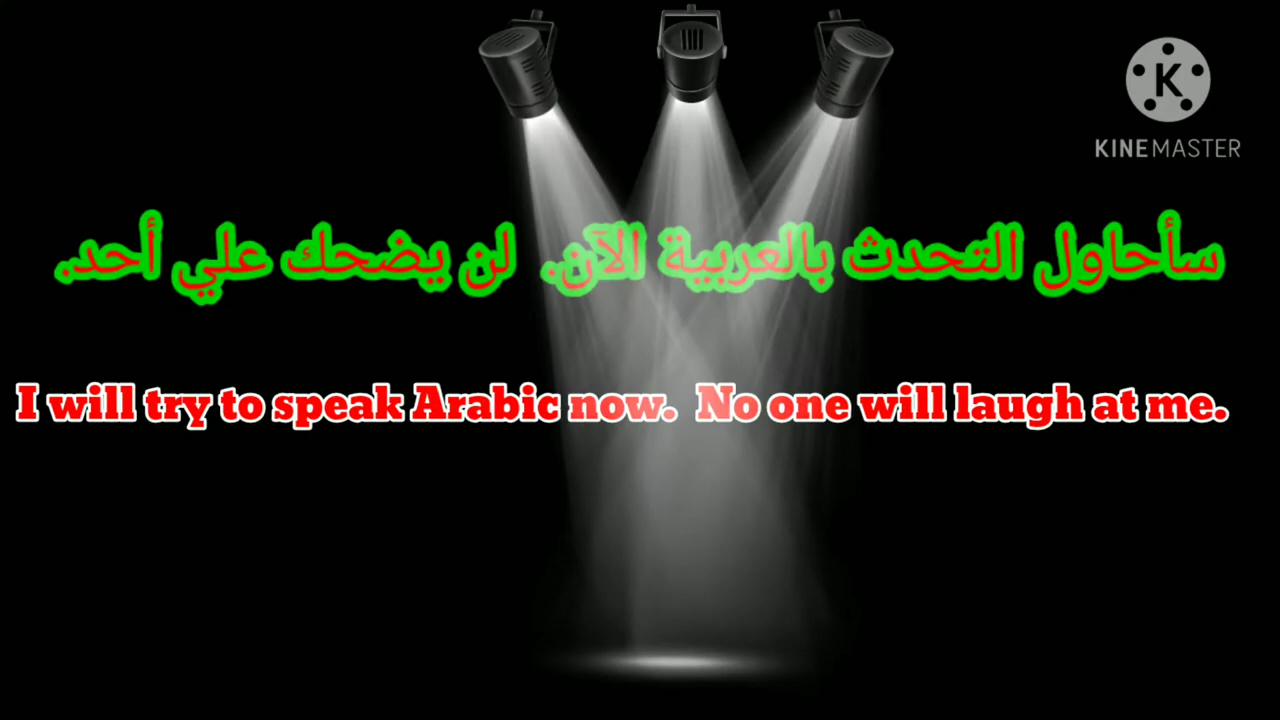 K
KINEMASTER
سأحاول التحدث بالعربية الآن. لن يضحك علي أحد.
I will try to speak Arabic now. No one will laugh at me.